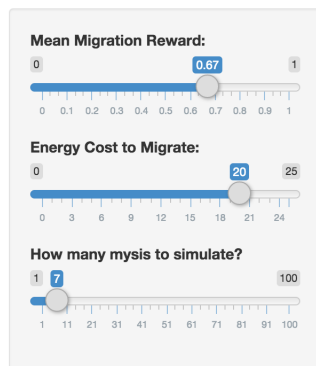 Mean Migration Reward:
0 0.67 1
0 0.1 0.2 0.3 0.4 0.5 0.6 0.7 0.8 0.9 1
Energy Cost to Migrate:
0 20 25
0 3 6 9 12 15 18 21 24
How many mysis to simulate?
1 7 100
1 11 21 31 41 51 61 71 81 91 100